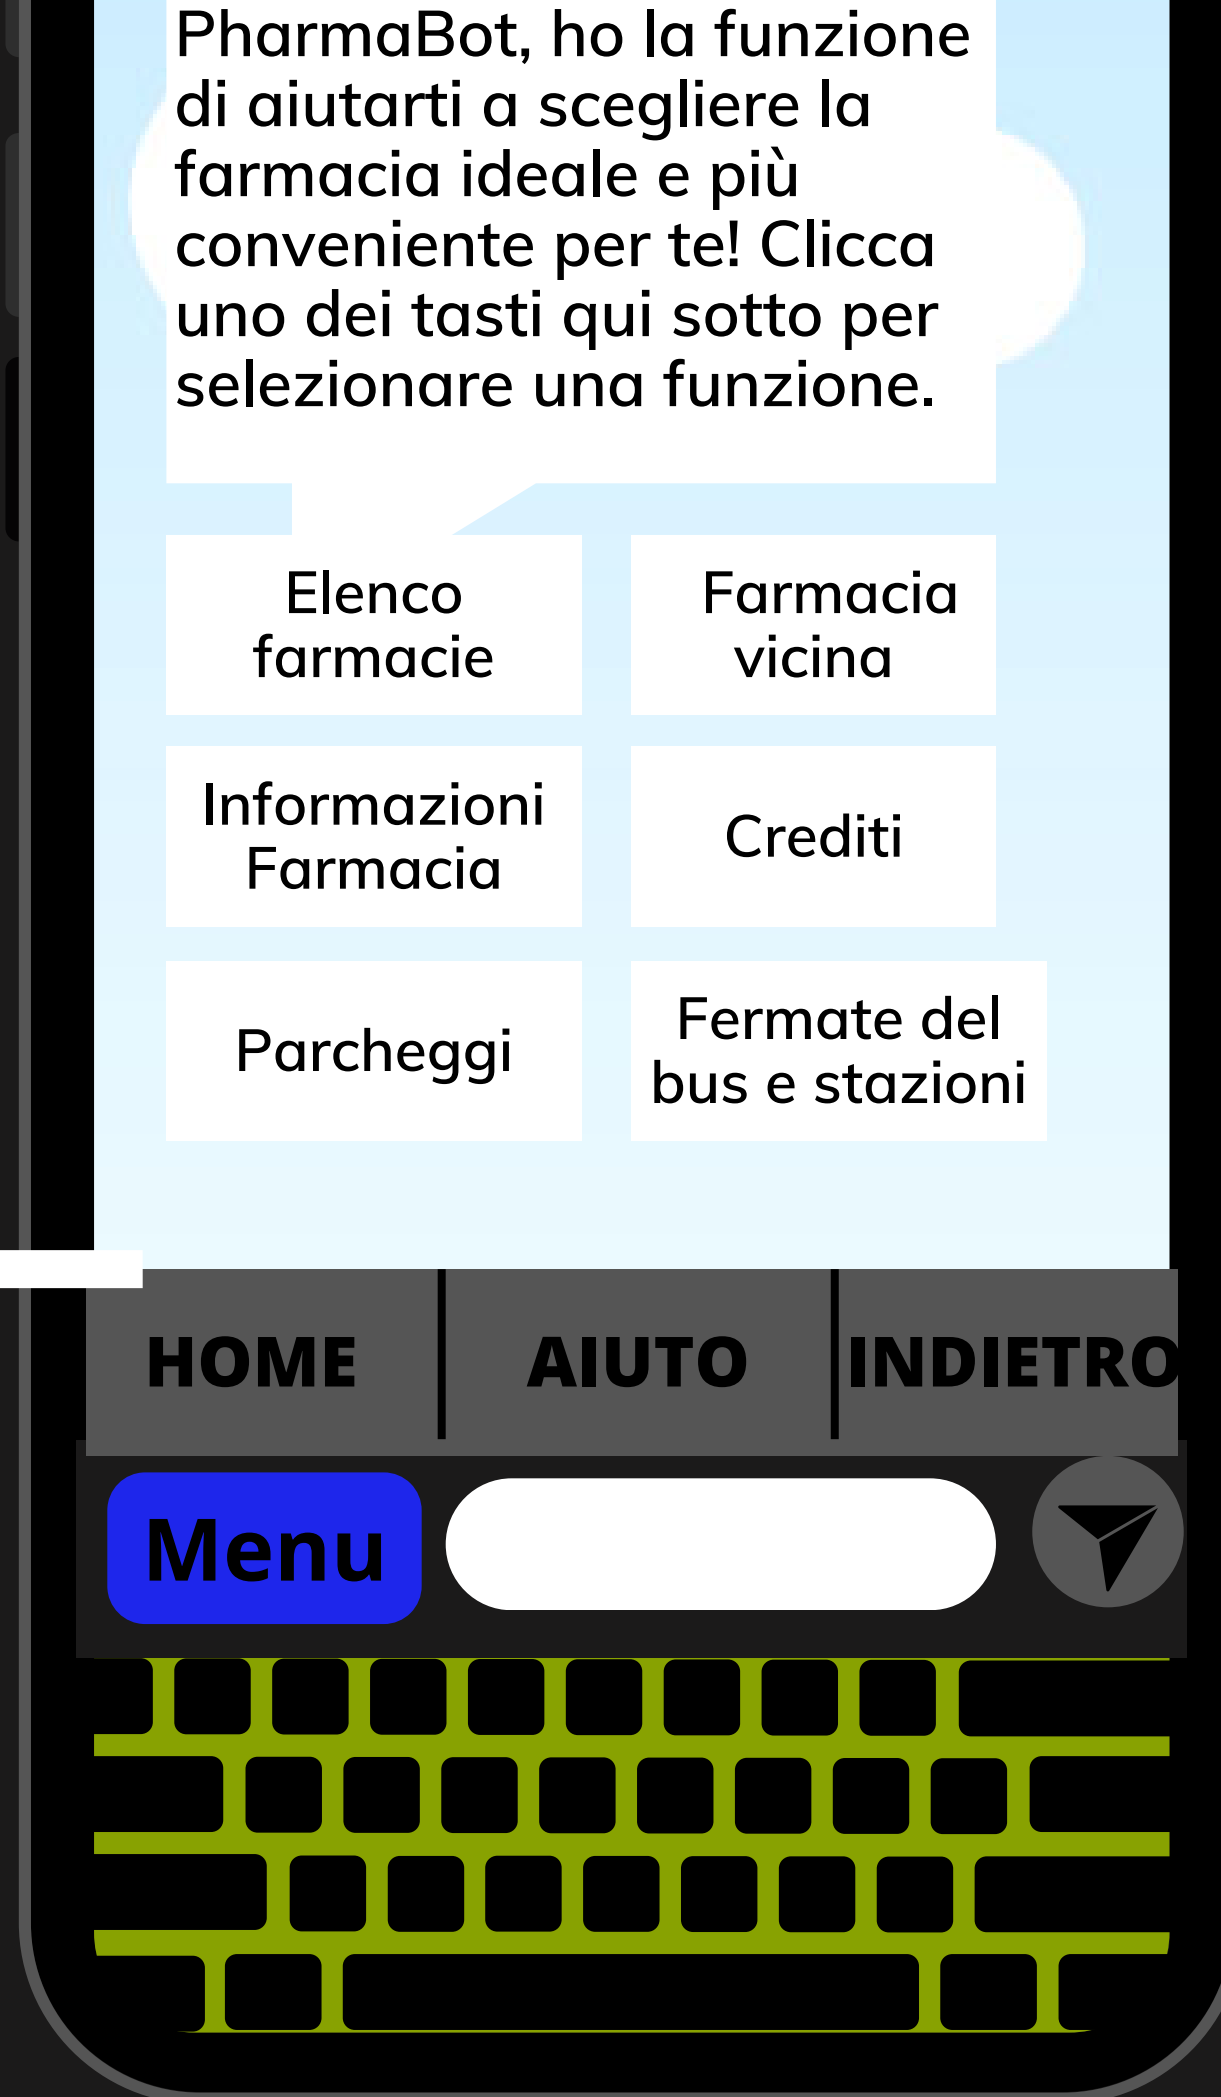 PharmaBot, ho la funzione
di aiutarti a scegliere la
farmacia ideale e più
conveniente per te! Clicca
uno dei tasti qui sotto per
selezionare una funzione.
Elenco
farmacie
Farmacia
vicina
Informazioni
Farmacia
Crediti
Parcheggi
Fermate del
bus e stazioni
HOME
AIUTO
INDIETRO
Menu